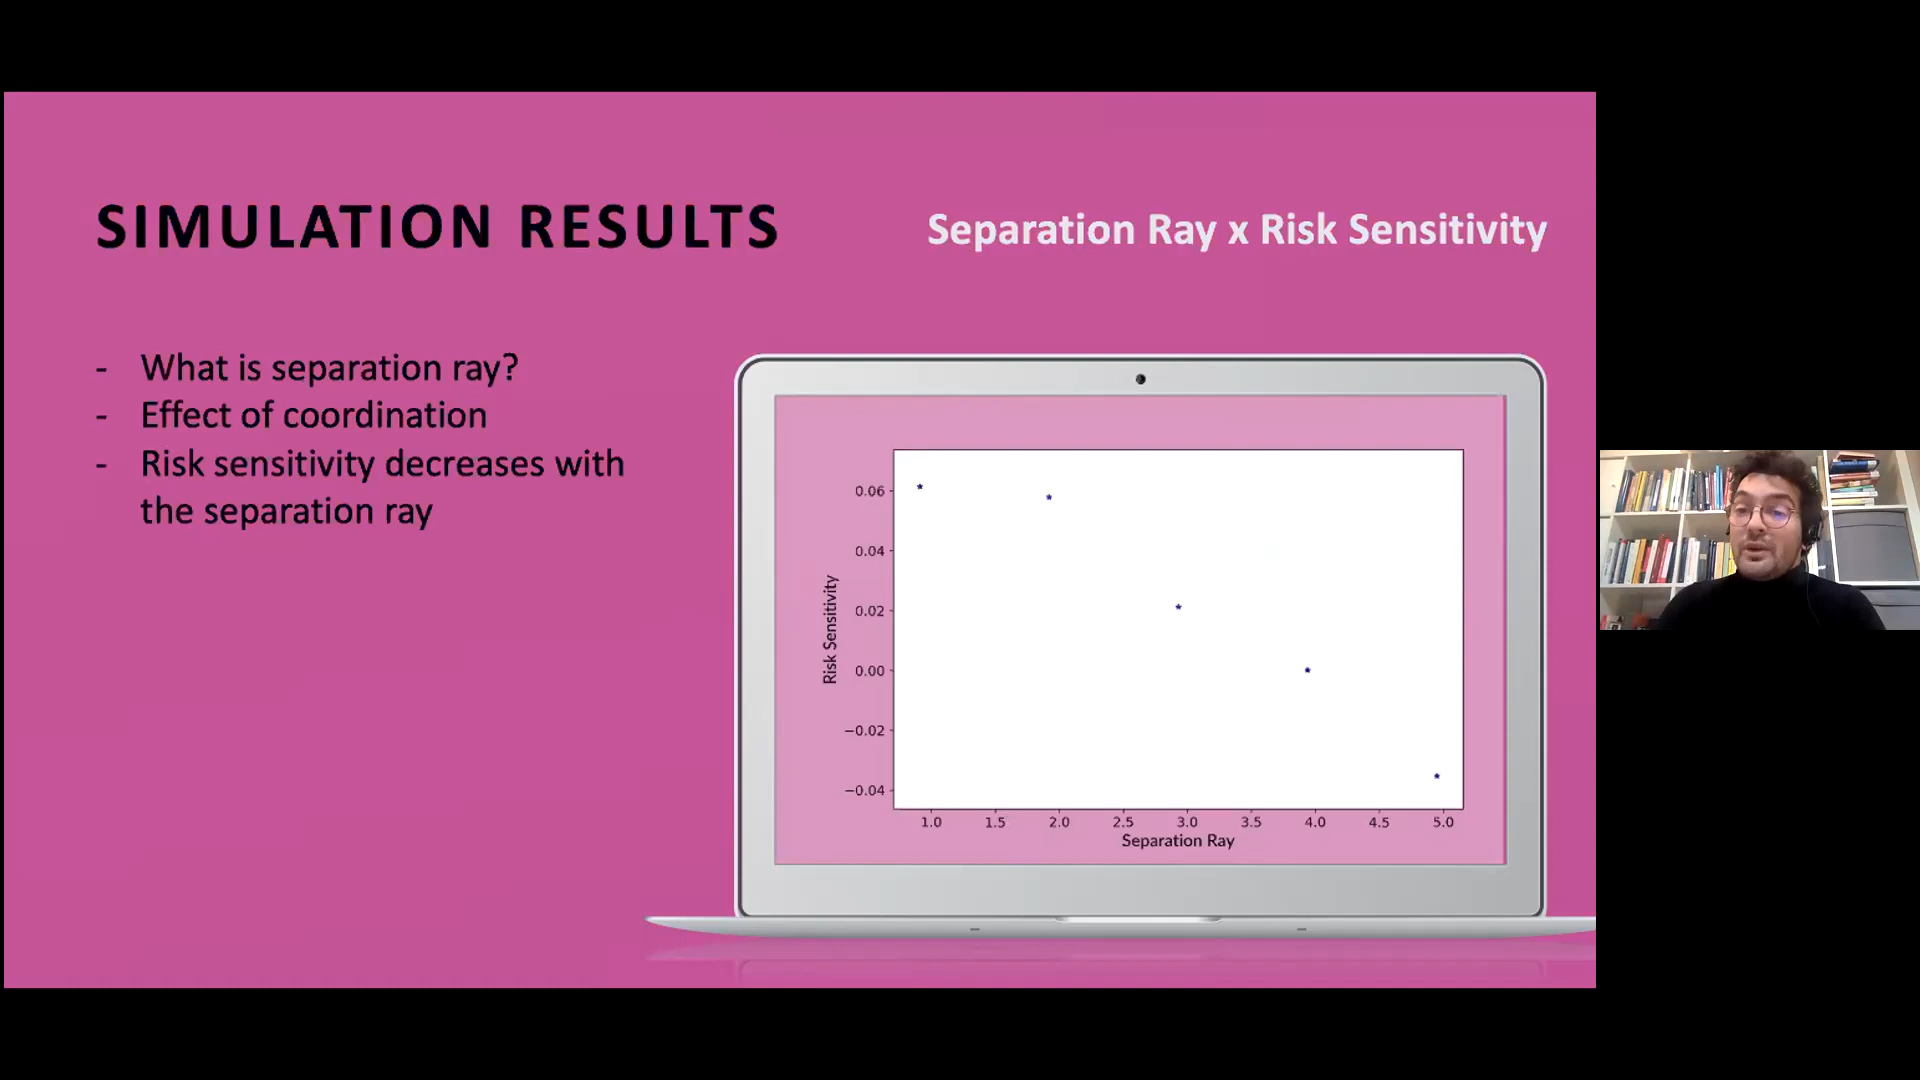 SIMULATION RESULTS
Separation Ray x Risk Sensitivity
- What is separation ray?
- Effect of coordination
- Risk sensitivity decreases with
the separation ray
0.06
0.04
0.02
0.00
−0.02
−0.04
Risk Sensitivity
1.0 1.5 2.0 2.5 3.0 3.5 4.0 4.5 5.0
Separation Ray